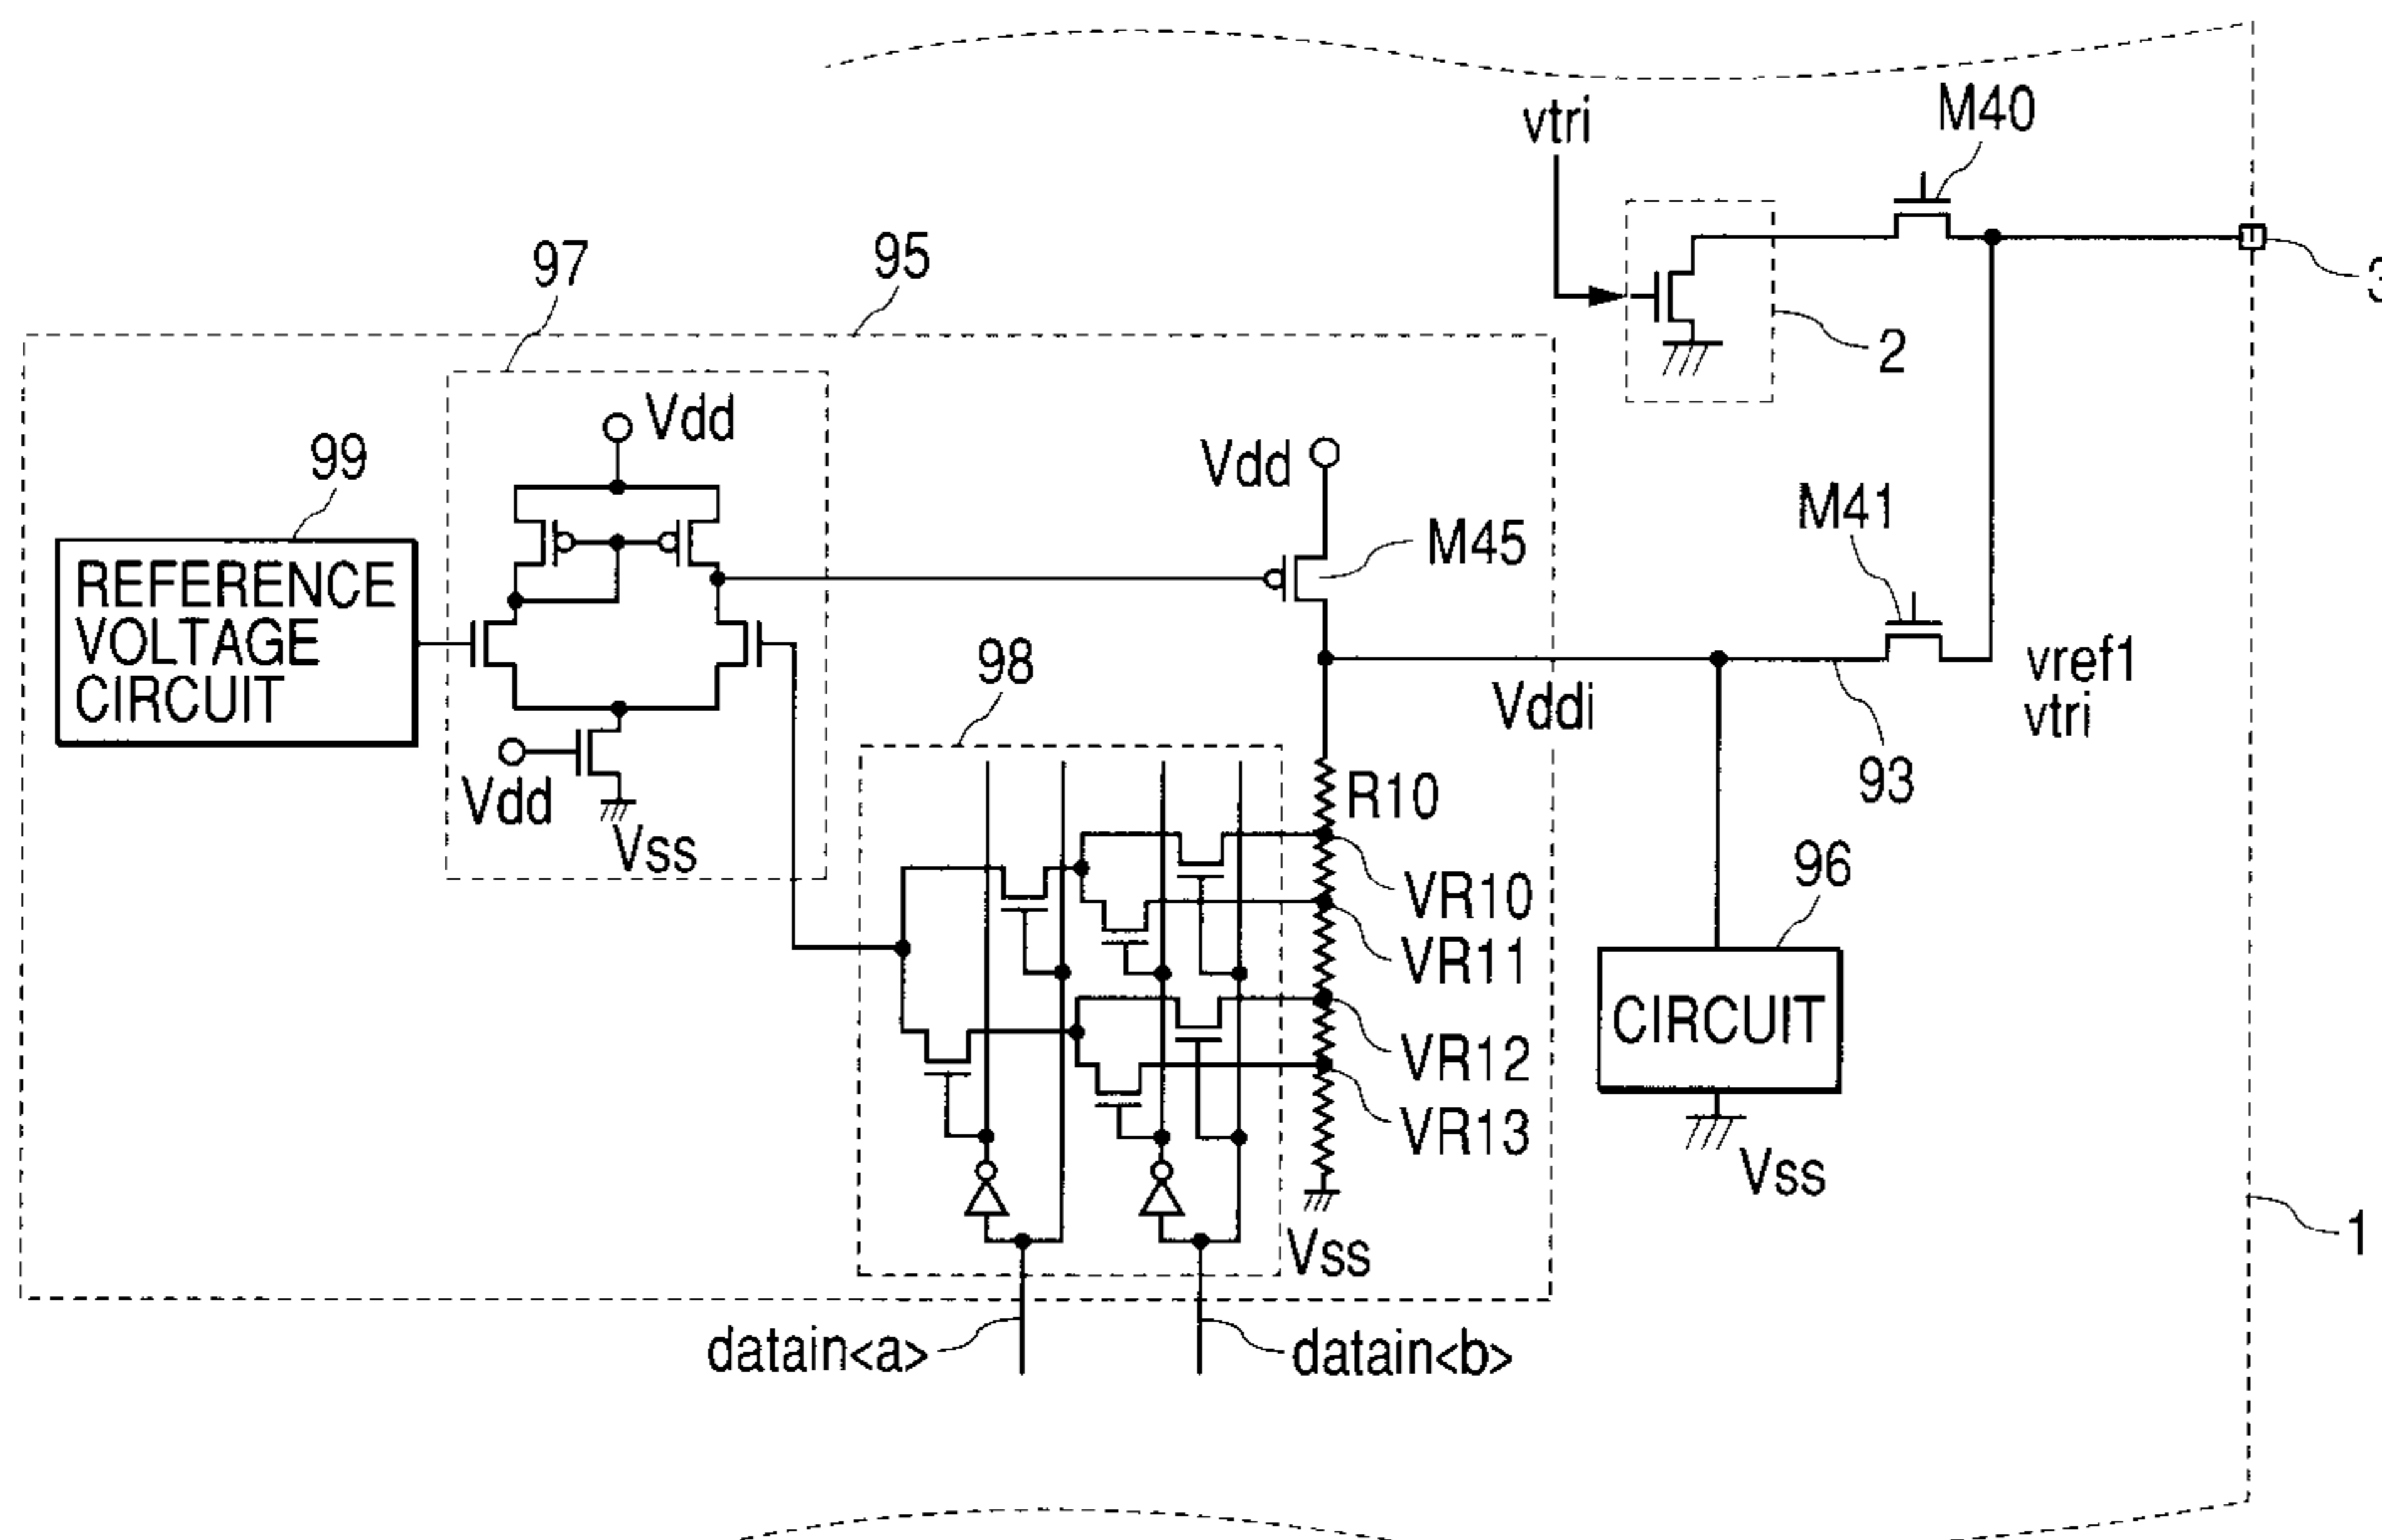 vtri
M40
97
95
3
2
Vdd
99
Vdd
M41
M45
REFERENCE
VOLTAGE
CIRCUIT
98
vref1
vtri
Vddi
93
Vdd
R10
Vss
96
VR10
VR11
CIRCUIT
VR12
VR13
Vss
1
Vss
datain<a>
datain<b>